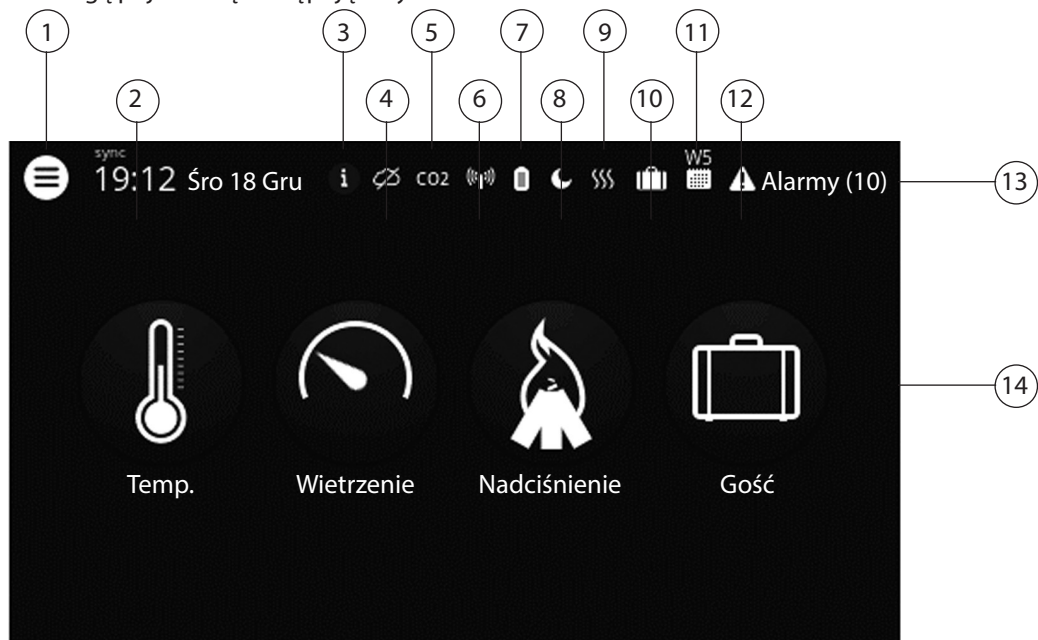 1 3 5 7 9 11
2 4 6 8 10 12
sync W5
19:12 Śro 18 Gru i CO2 Alarmy (10) 13
14
Temp. Wietrzenie Nadciśnienie Gość